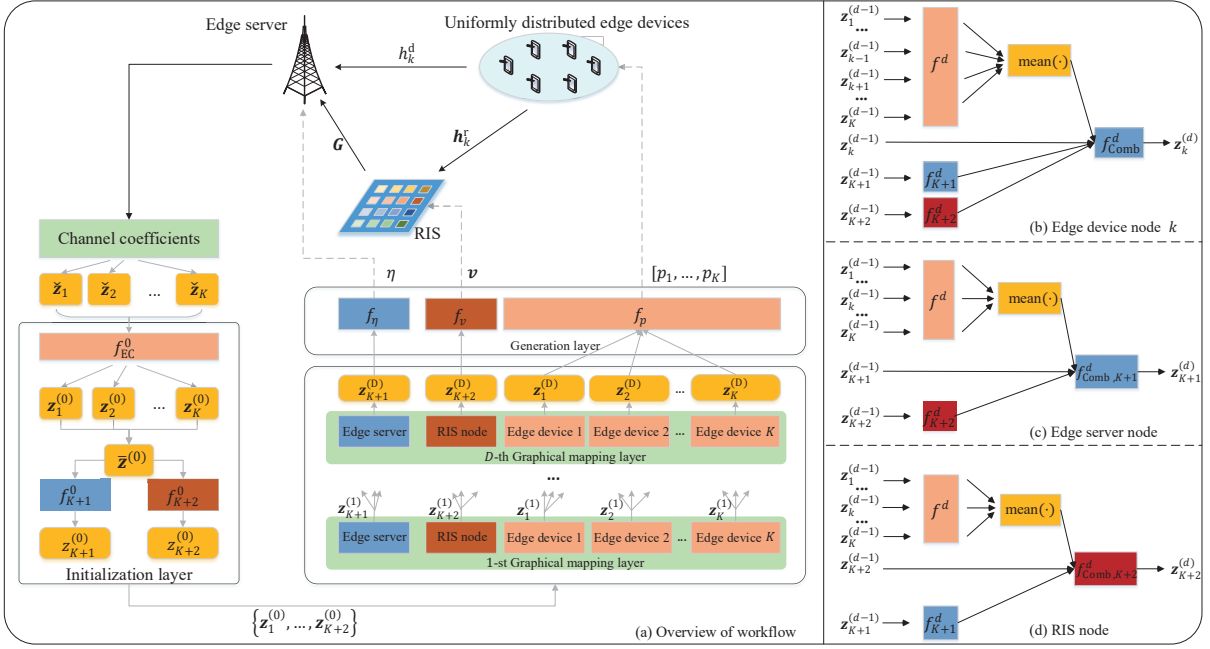 Edge server
Uniformly distributed edge devices
h_k^d
h_k^r
G
RIS
Channel coefficients
ž_1 ž_2 ... ž_K
f_EC^0
z_1^(0) z_2^(0) ... z_K^(0)
z̄^(0)
f_{K+1}^0 f_{K+2}^0
z_{K+1}^(0) z_{K+2}^(0)
Initialization layer
{z_1^(0), ..., z_{K+2}^(0)}
η v [p_1, ..., p_K]
f_η f_v f_p
Generation layer
z_{K+1}^(D) z_{K+2}^(D) z_1^(D) z_2^(D) ... z_K^(D)
Edge server RIS node Edge device 1 Edge device 2 ... Edge device K
D-th Graphical mapping layer
...
z_{K+1}^(1) z_{K+2}^(1) z_1^(1) z_2^(1) z_K^(1)
Edge server RIS node Edge device 1 Edge device 2 ... Edge device K
1-st Graphical mapping layer
(a) Overview of workflow
z_1^(d-1)
...
z_{k-1}^(d-1)
z_{k+1}^(d-1)
...
z_K^(d-1)
f^d
mean(·)
z_k^(d-1)
f_Comb^d
z_k^(d)
z_{K+1}^(d-1) f_{K+1}^d
z_{K+2}^(d-1) f_{K+2}^d
(b) Edge device node k
z_1^(d-1)
...
z_k^(d-1)
...
z_K^(d-1)
f^d
mean(·)
z_{K+1}^(d-1)
f_{Comb,K+1}^d
z_{K+1}^(d)
z_{K+2}^(d-1) f_{K+2}^d
(c) Edge server node
z_1^(d-1)
...
z_k^(d-1)
...
z_K^(d-1)
f^d
mean(·)
z_{K+2}^(d-1)
f_{Comb,K+2}^d
z_{K+2}^(d)
z_{K+1}^(d-1) f_{K+1}^d
(d) RIS node